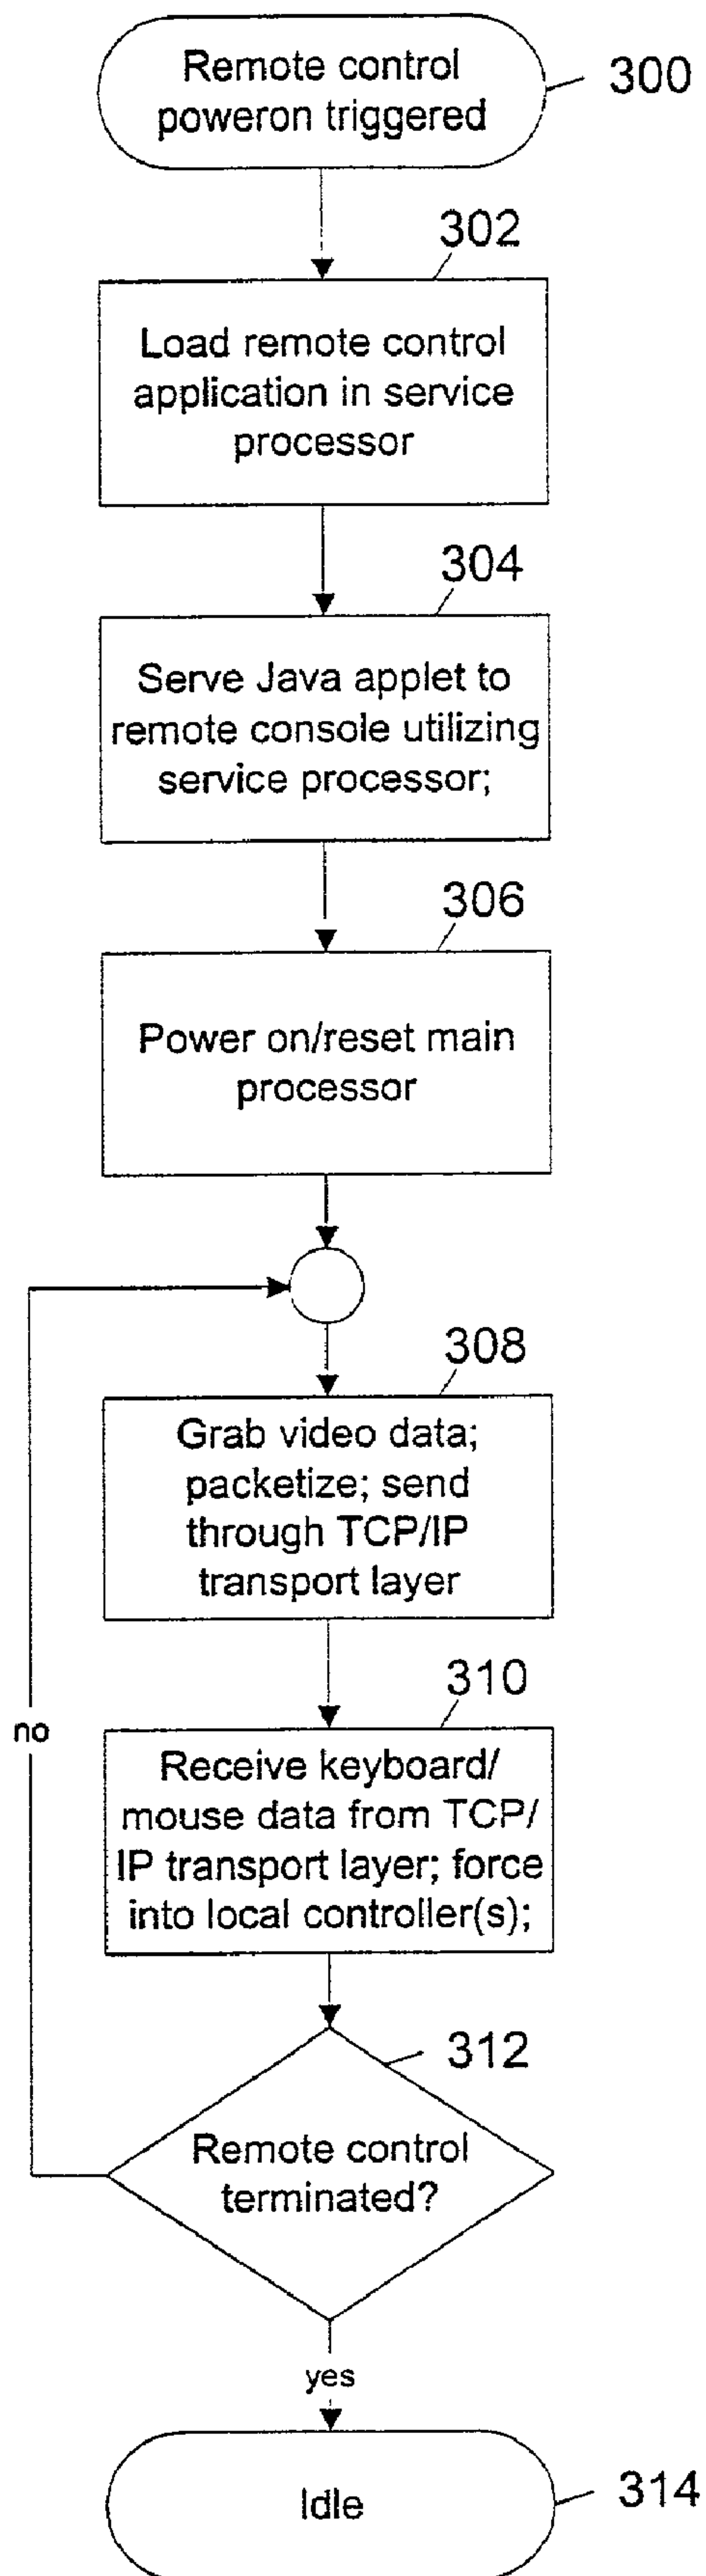 Remote control
poweron triggered
300
302
Load remote control
application in service
processor
304
Serve Java applet to
remote console utilizing
service processor;
306
Power on/reset main
processor
308
Grab video data;
packetize; send
through TCP/IP
transport layer
310
no
Receive keyboard/
mouse data from TCP/
IP transport layer; force
into local controller(s);
312
Remote control
terminated?
yes
Idle
314